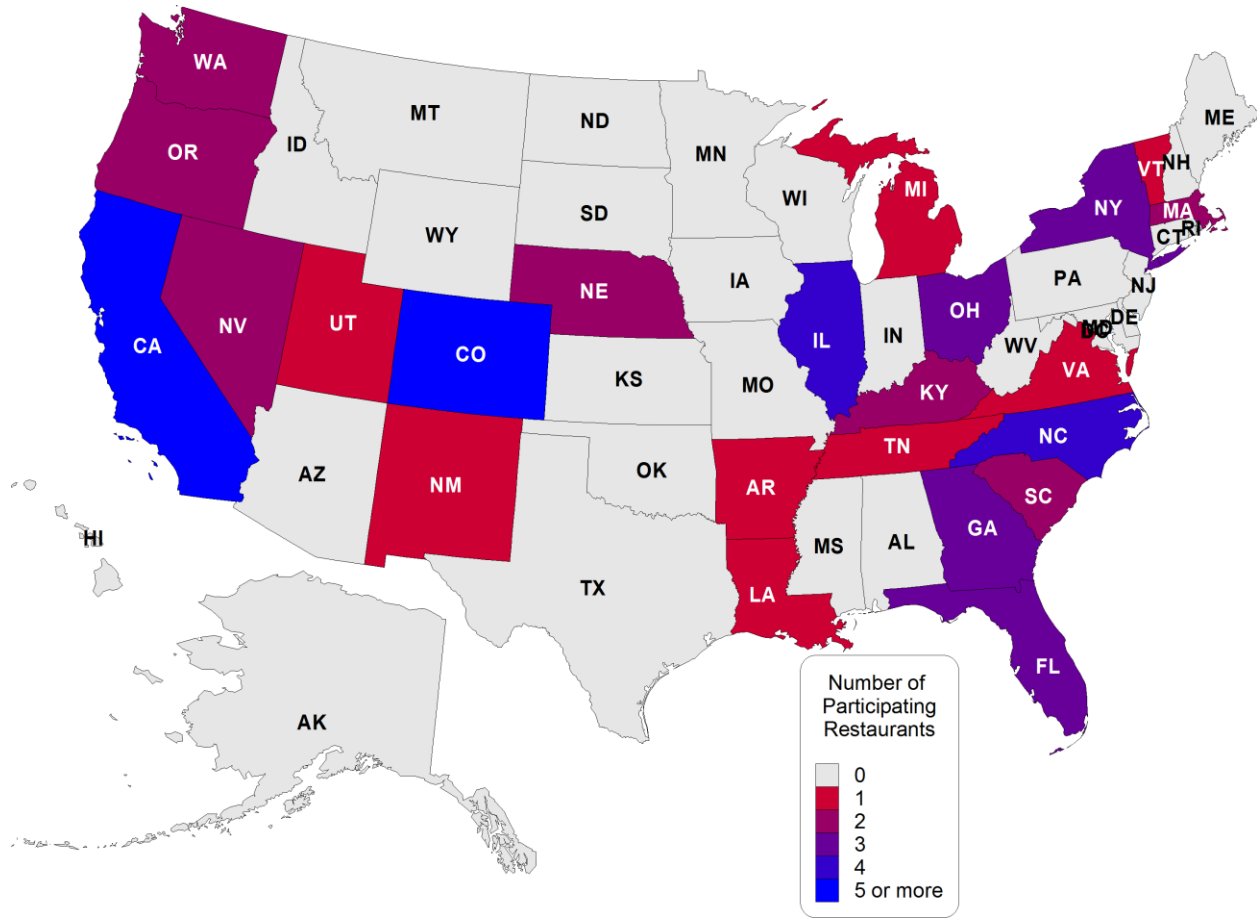 WA
MT
ND
MN
ME
OR
ID
SD
WI
MI
VT
NH
NY
MA
WY
CT
RI
NE
IA
PA
NJ
CA
NV
UT
CO
IL
IN
OH
DE
MD
DC
WV
VA
KS
MO
KY
NC
TN
AZ
NM
OK
AR
SC
HI
MS
AL
GA
TX
LA
FL
AK
Number of
Participating
Restaurants
0
1
2
3
4
5 or more